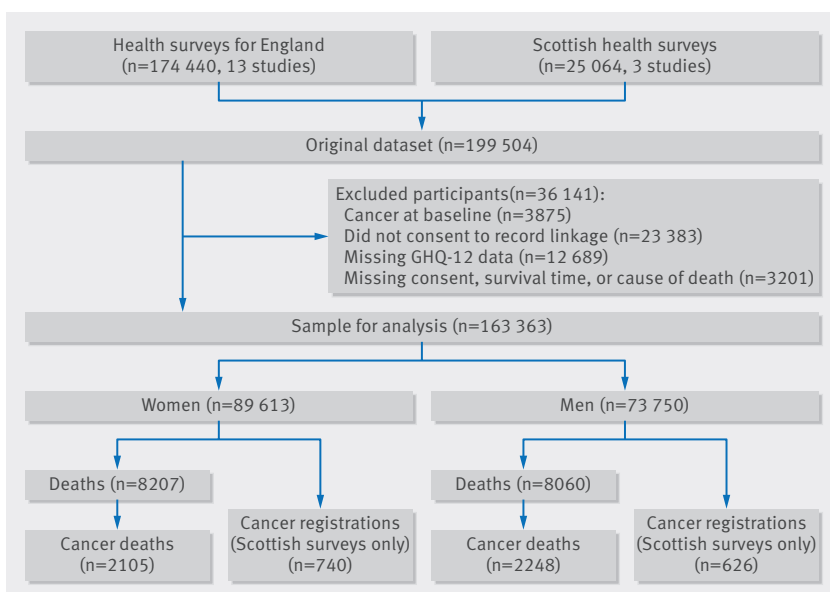 Health surveys for England
(n=174 440, 13 studies)
Scottish health surveys
(n=25 064, 3 studies)
Original dataset (n=199 504)
Excluded participants(n=36 141):
Cancer at baseline (n=3875)
Did not consent to record linkage (n=23 383)
Missing GHQ-12 data (n=12 689)
Missing consent, survival time, or cause of death (n=3201)
Sample for analysis (n=163 363)
Women (n=89 613)
Men (n=73 750)
Deaths (n=8207)
Deaths (n=8060)
Cancer deaths
(n=2105)
Cancer registrations
(Scottish surveys only)
(n=740)
Cancer deaths
(n=2248)
Cancer registrations
(Scottish surveys only)
(n=626)